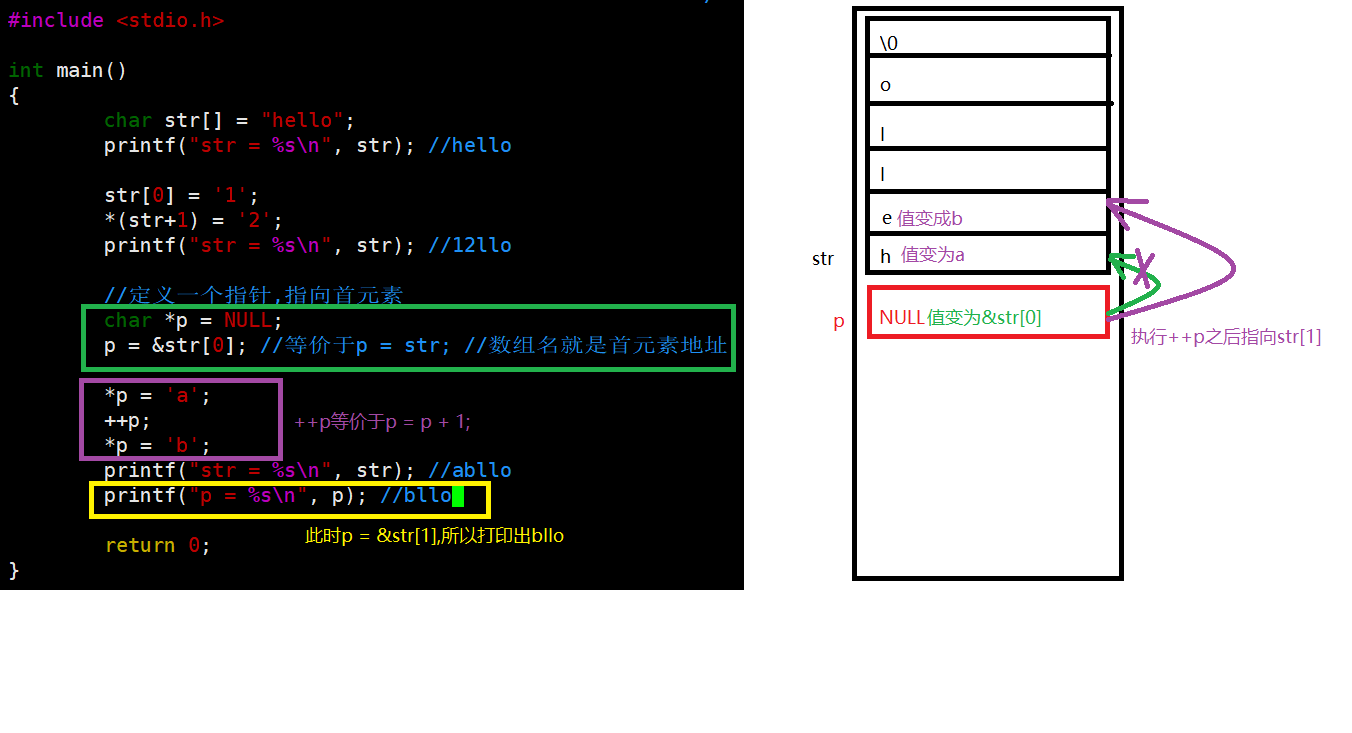 #include <stdio.h>
int main()
{
char str[] = "hello";
printf("str = %s\n", str); //hello
str[0] = '1';
*(str+1) = '2';
printf("str = %s\n", str); //12llo
//定义一个指针,指向首元素
char *p = NULL;
p = &str[0]; //等价于p = str; //数组名就是首元素地址
*p = 'a';
++p;
++p等价于p = p + 1;
*p = 'b';
printf("str = %s\n", str); //abllo
printf("p = %s\n", p); //bllo
此时p = &str[1],所以打印出bllo
return 0;
}
\0
o
l
l
e 值变成b
str
h 值变为a
p
NULL值变为&str[0]
执行++p之后指向str[1]